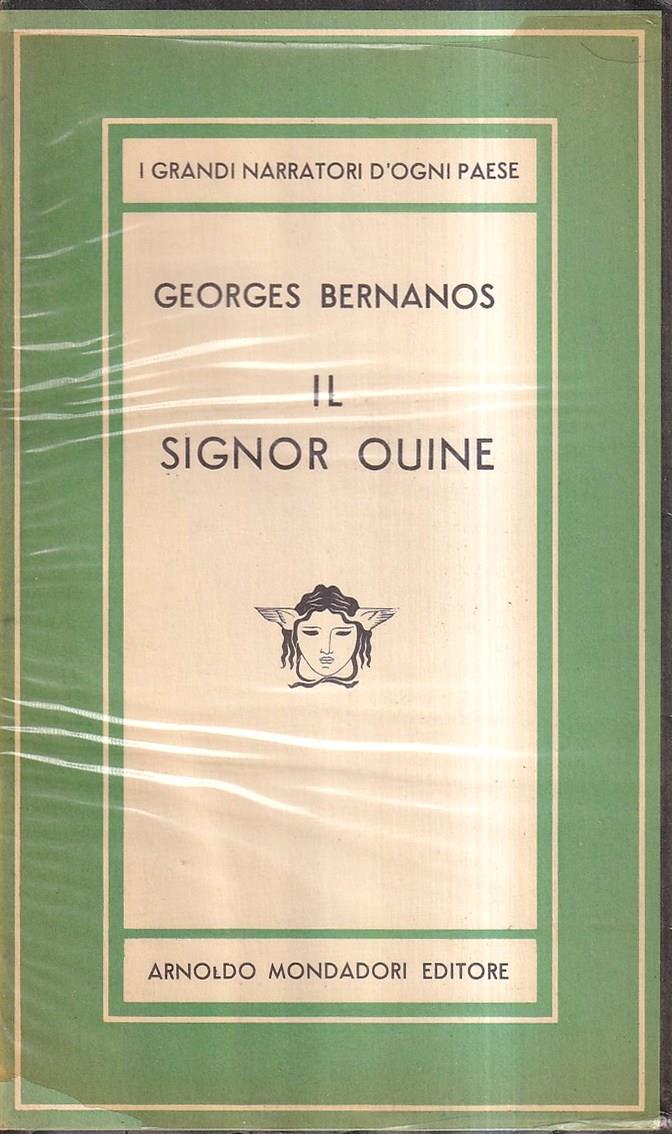 I GRANDI NARRATORI D'OGNI PAESE
GEORGES BERNANOS
IL
SIGNOR OUINE
ARNOLDO MONDADORI EDITORE